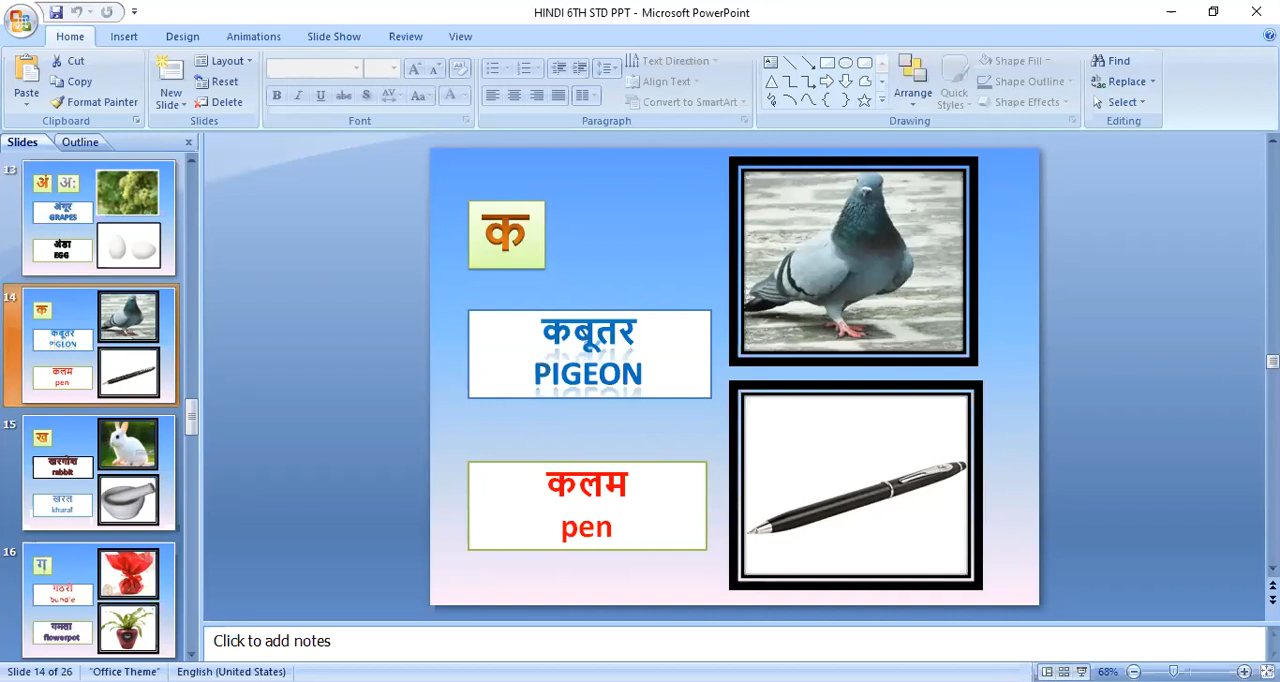 HINDI 6TH STD PPT - Microsoft PowerPoint
Home Insert Design Animations Slide Show Review View
Paste
Cut
Copy
Format Painter
Clipboard
New Slide
Layout
Reset
Delete
Slides
B I U abc S AV Aa A
Font
Text Direction
Align Text
Convert to SmartArt
Paragraph
Arrange
Quick Styles
Shape Fill
Shape Outline
Shape Effects
Drawing
Find
Replace
Select
Editing
Slides Outline
13
अं अः
अंगूर
GRAPES
अंडा
EGG
14
क
कबूतर
PIGEON
कलम
pen
15
ख
खरगोश
rabbit
खरल
kharal
16
ग
गठरी
bundle
गमला
flowerpot
क
कबूतर
PIGEON
कलम
pen
Click to add notes
Slide 14 of 26 "Office Theme" English (United States) 68%